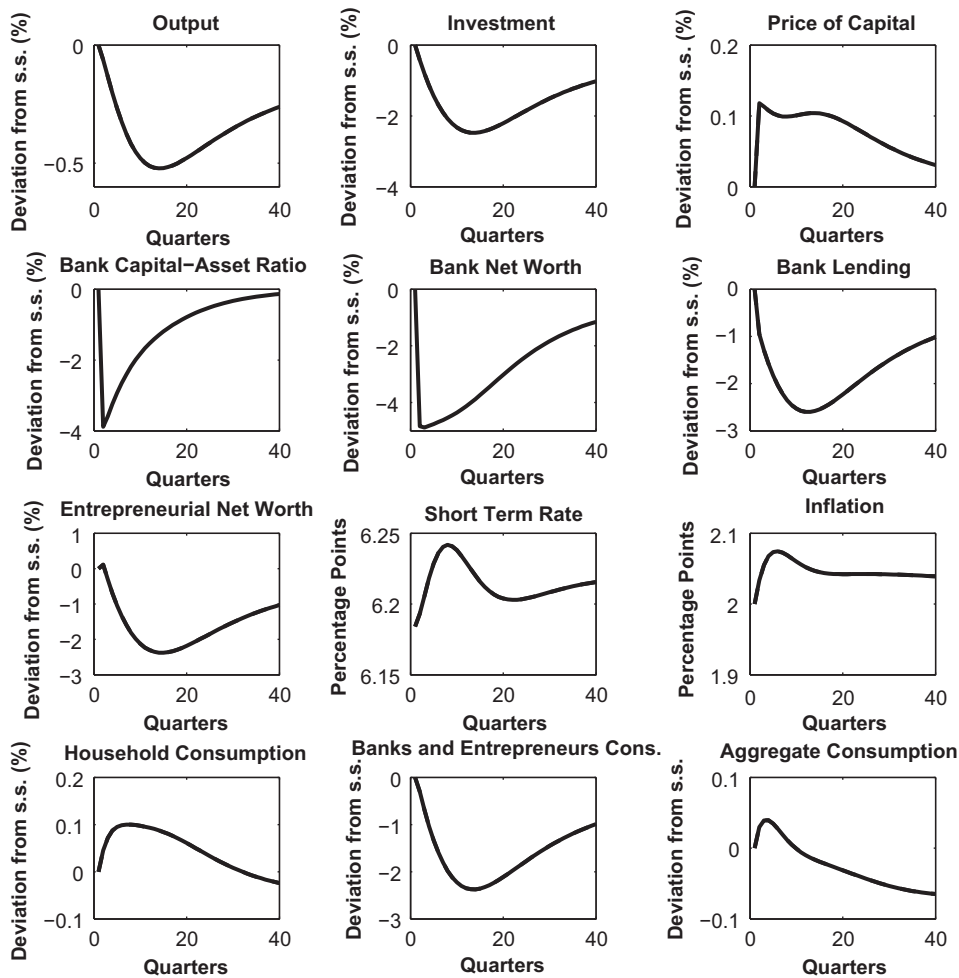 Output
Deviation from s.s. (%)
0
−0.5
0 20 40
Quarters
Investment
Deviation from s.s. (%)
0
−2
−4
0 20 40
Quarters
Price of Capital
Deviation from s.s. (%)
0.2
0.1
0
0 20 40
Quarters
Bank Capital−Asset Ratio
Deviation from s.s. (%)
0
−2
−4
0 20 40
Quarters
Bank Net Worth
Deviation from s.s. (%)
0
−2
−4
0 20 40
Quarters
Bank Lending
Deviation from s.s. (%)
0
−1
−2
−3
0 20 40
Quarters
Entrepreneurial Net Worth
Deviation from s.s. (%)
1
0
−1
−2
−3
0 20 40
Quarters
Short Term Rate
Percentage Points
6.25
6.2
6.15
0 20 40
Quarters
Inflation
Percentage Points
2.1
2
1.9
0 20 40
Quarters
Household Consumption
Deviation from s.s. (%)
0.2
0.1
0
−0.1
0 20 40
Quarters
Banks and Entrepreneurs Cons.
Deviation from s.s.
0
−1
−2
−3
0 20 40
Quarters
Aggregate Consumption
Deviation from s.s.
0.1
0
−0.1
0 20 40
Quarters